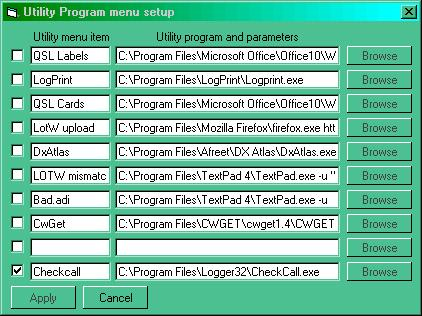 Utility Program menu setup
Utility menu item Utility program and parameters
QSL Labels C:\Program Files\Microsoft Office\Office10\W Browse
LogPrint C:\Program Files\LogPrint\Logprint.exe Browse
QSL Cards C:\Program Files\Microsoft Office\Office10\W Browse
LotW upload C:\Program Files\Mozilla Firefox\firefox.exe htt Browse
DxAtlas C:\Program Files\Afreet\DX Atlas\DxAtlas.exe Browse
LOTW mismatc C:\Program Files\TextPad 4\TextPad.exe -u " Browse
Bad.adi C:\Program Files\TextPad 4\TextPad.exe -u Browse
CwGet C:\Program Files\CWGET\cwget1.4\CWGET Browse
Browse
Checkcall C:\Program Files\Logger32\CheckCall.exe Browse
Apply Cancel